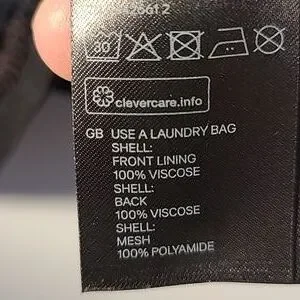 30
clevercare.info
GB USE A LAUNDRY BAG
SHELL:
FRONT LINING
100% VISCOSE
SHELL:
BACK
100% VISCOSE
SHELL:
MESH
100% POLYAMIDE